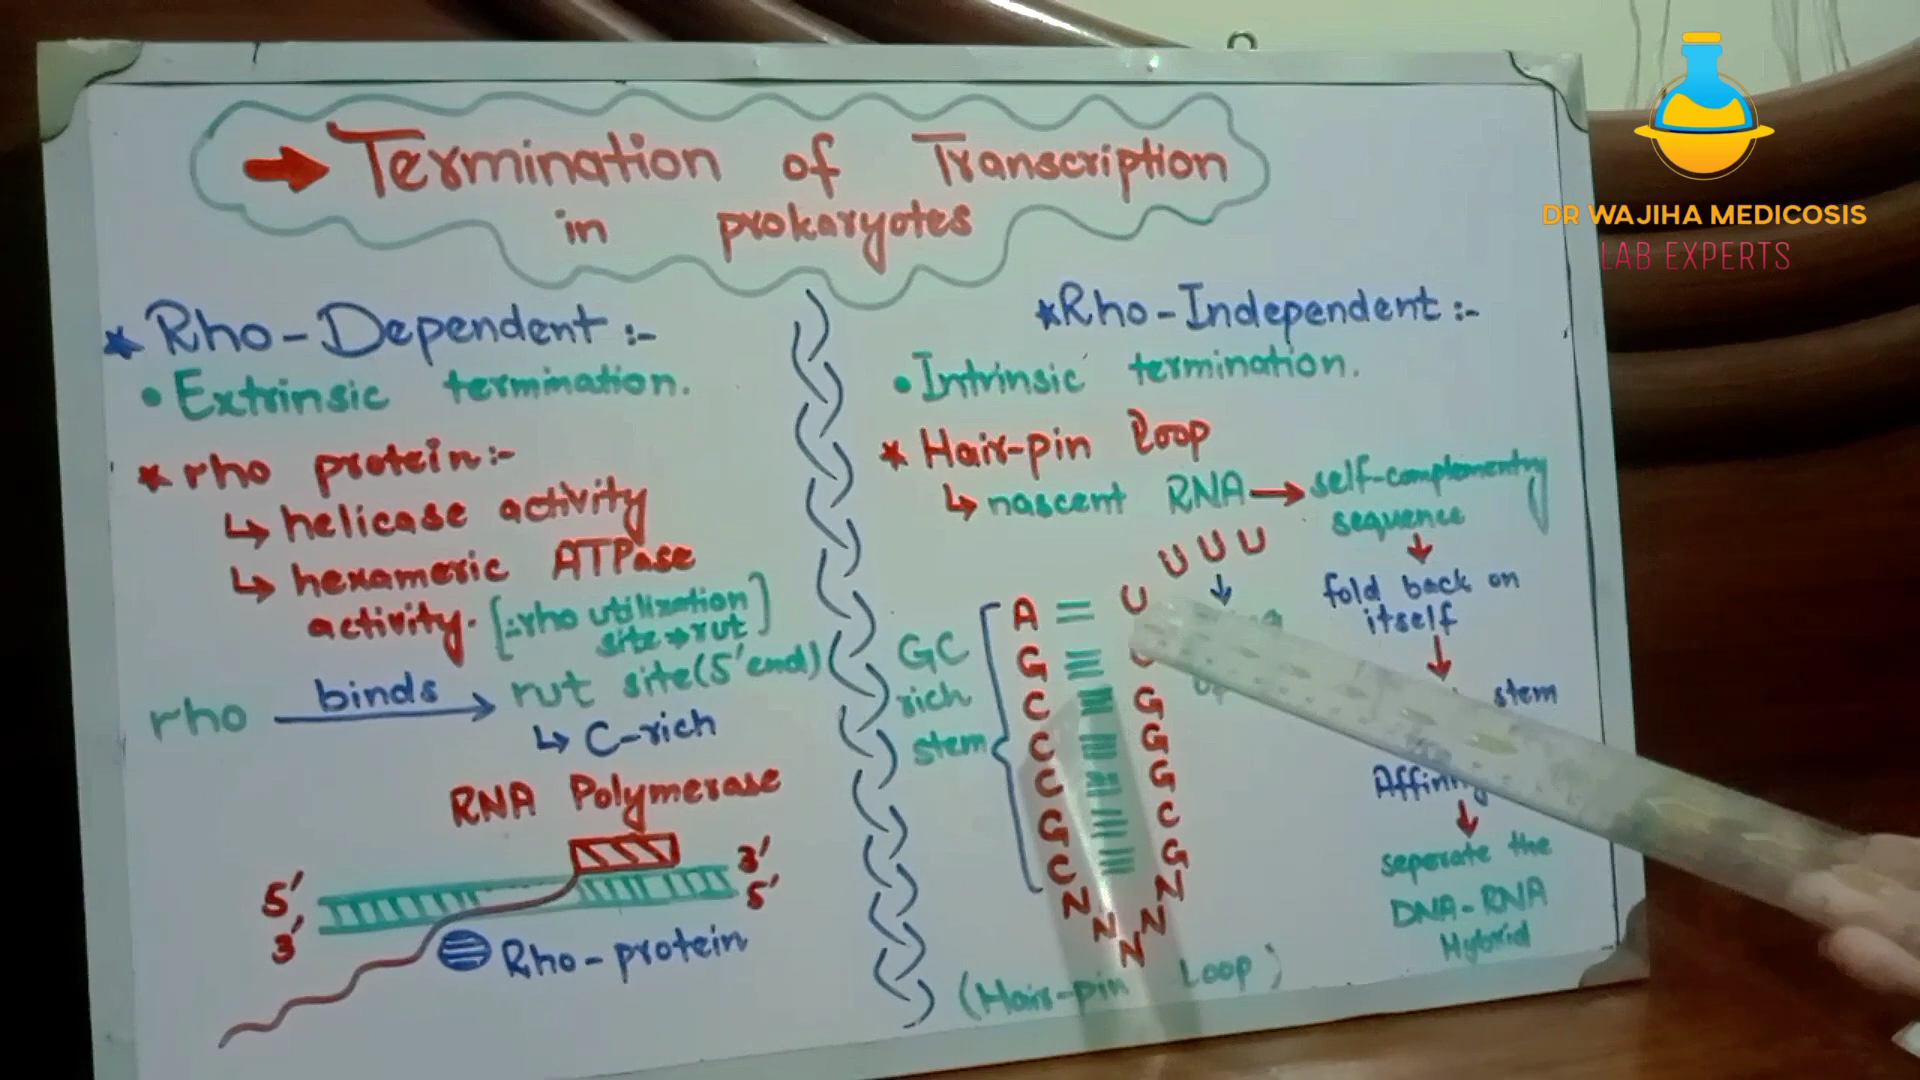 Termination of Transcription
in prokaryotes
DR WAJIHA MEDICOSIS
LAB EXPERTS
* Rho-Dependent :-
• Extrinsic termination.
* rho protein:-
↳ helicase activity
↳ hexameric ATPase
activity. [∴rho utilization
site → rut]
rho binds → rut site (5' end)
↳ C-rich
RNA Polymerase
5' 3'
3' 5'
Rho-protein
* Rho-Independent :-
• Intrinsic termination.
* Hair-pin Loop
↳ nascent RNA → self-complementry
sequence
fold back on
itself
stem
seperate the
DNA-RNA
Hybrid
U U U
GC
rich
stem
A = U
G
C G
C G
C G
G C
C G
N N
N N
N
(Hair-pin Loop)